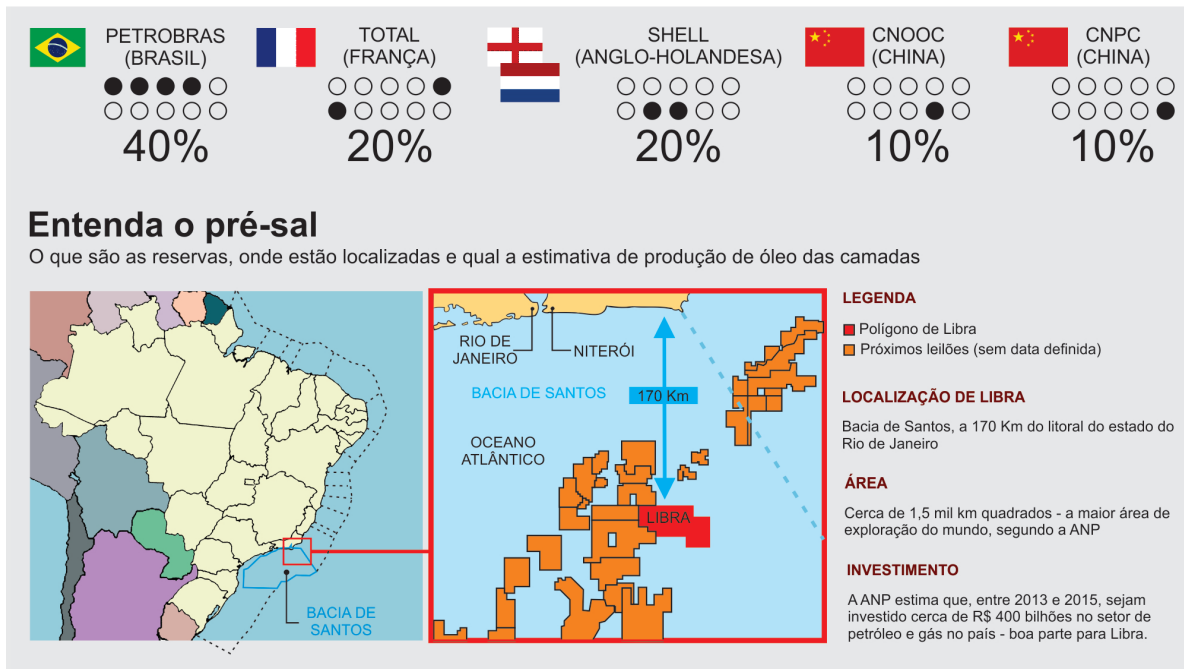 PETROBRAS
(BRASIL)
40%
TOTAL
(FRANÇA)
20%
SHELL
(ANGLO-HOLANDESA)
20%
CNOOC
(CHINA)
10%
CNPC
(CHINA)
10%
Entenda o pré-sal
O que são as reservas, onde estão localizadas e qual a estimativa de produção de óleo das camadas
BACIA DE
SANTOS
RIO DE
JANEIRO
NITERÓI
BACIA DE SANTOS
170 Km
OCEANO
ATLÂNTICO
LIBRA
LEGENDA
Polígono de Libra
Próximos leilões (sem data definida)
LOCALIZAÇÃO DE LIBRA
Bacia de Santos, a 170 Km do litoral do estado do
Rio de Janeiro
ÁREA
Cerca de 1,5 mil km quadrados - a maior área de
exploração do mundo, segundo a ANP
INVESTIMENTO
A ANP estima que, entre 2013 e 2015, sejam
investido cerca de R$ 400 bilhões no setor de
petróleo e gás no país - boa parte para Libra.